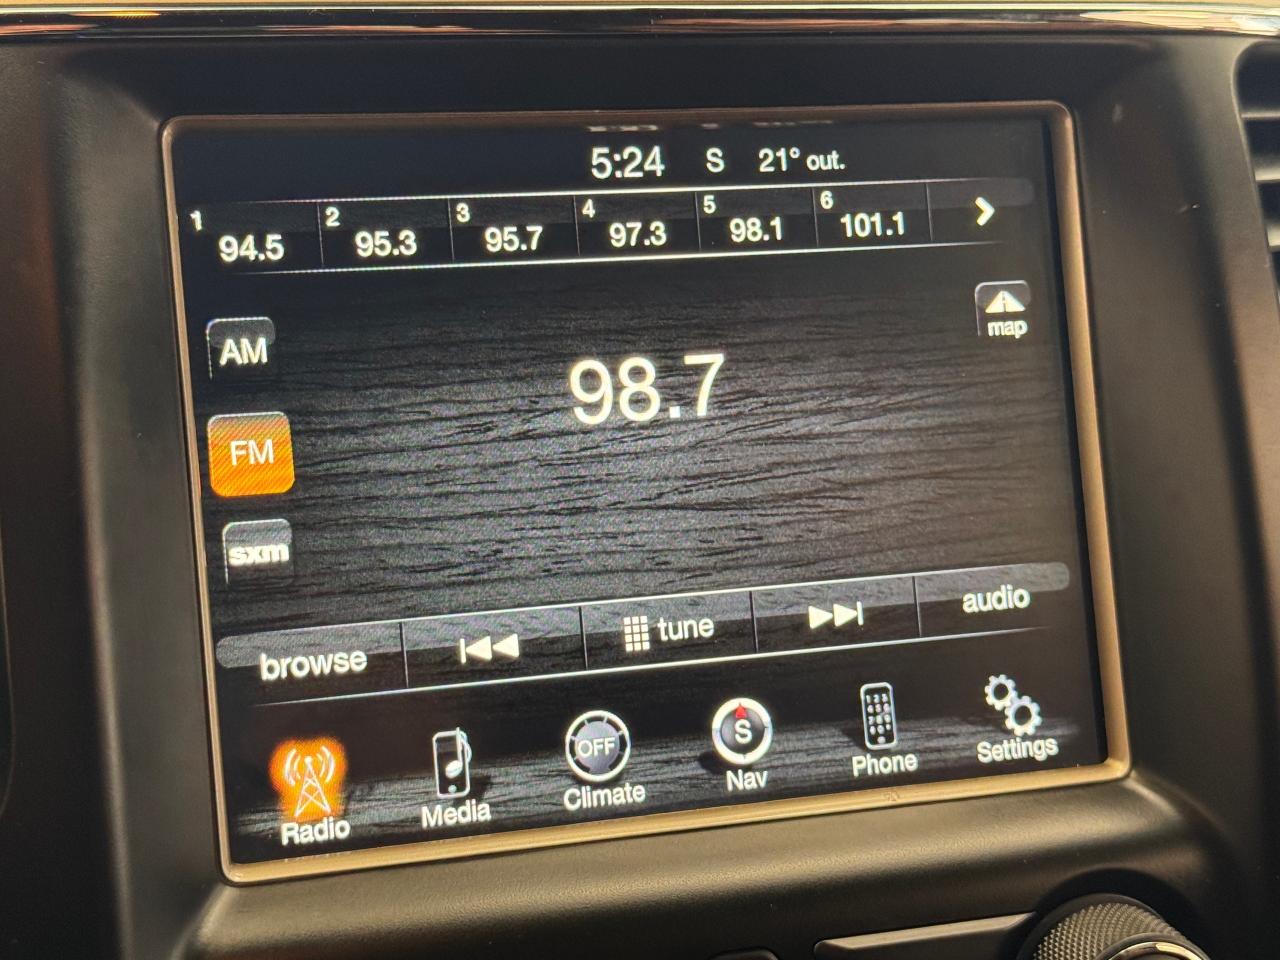 5:24 S 21° out.
1 94.5 2 95.3 3 95.7 4 97.3 5 98.1 6 101.1
map
AM
98.7
FM
sxm
browse tune audio
OFF S
Radio Media Climate Nav Phone Settings